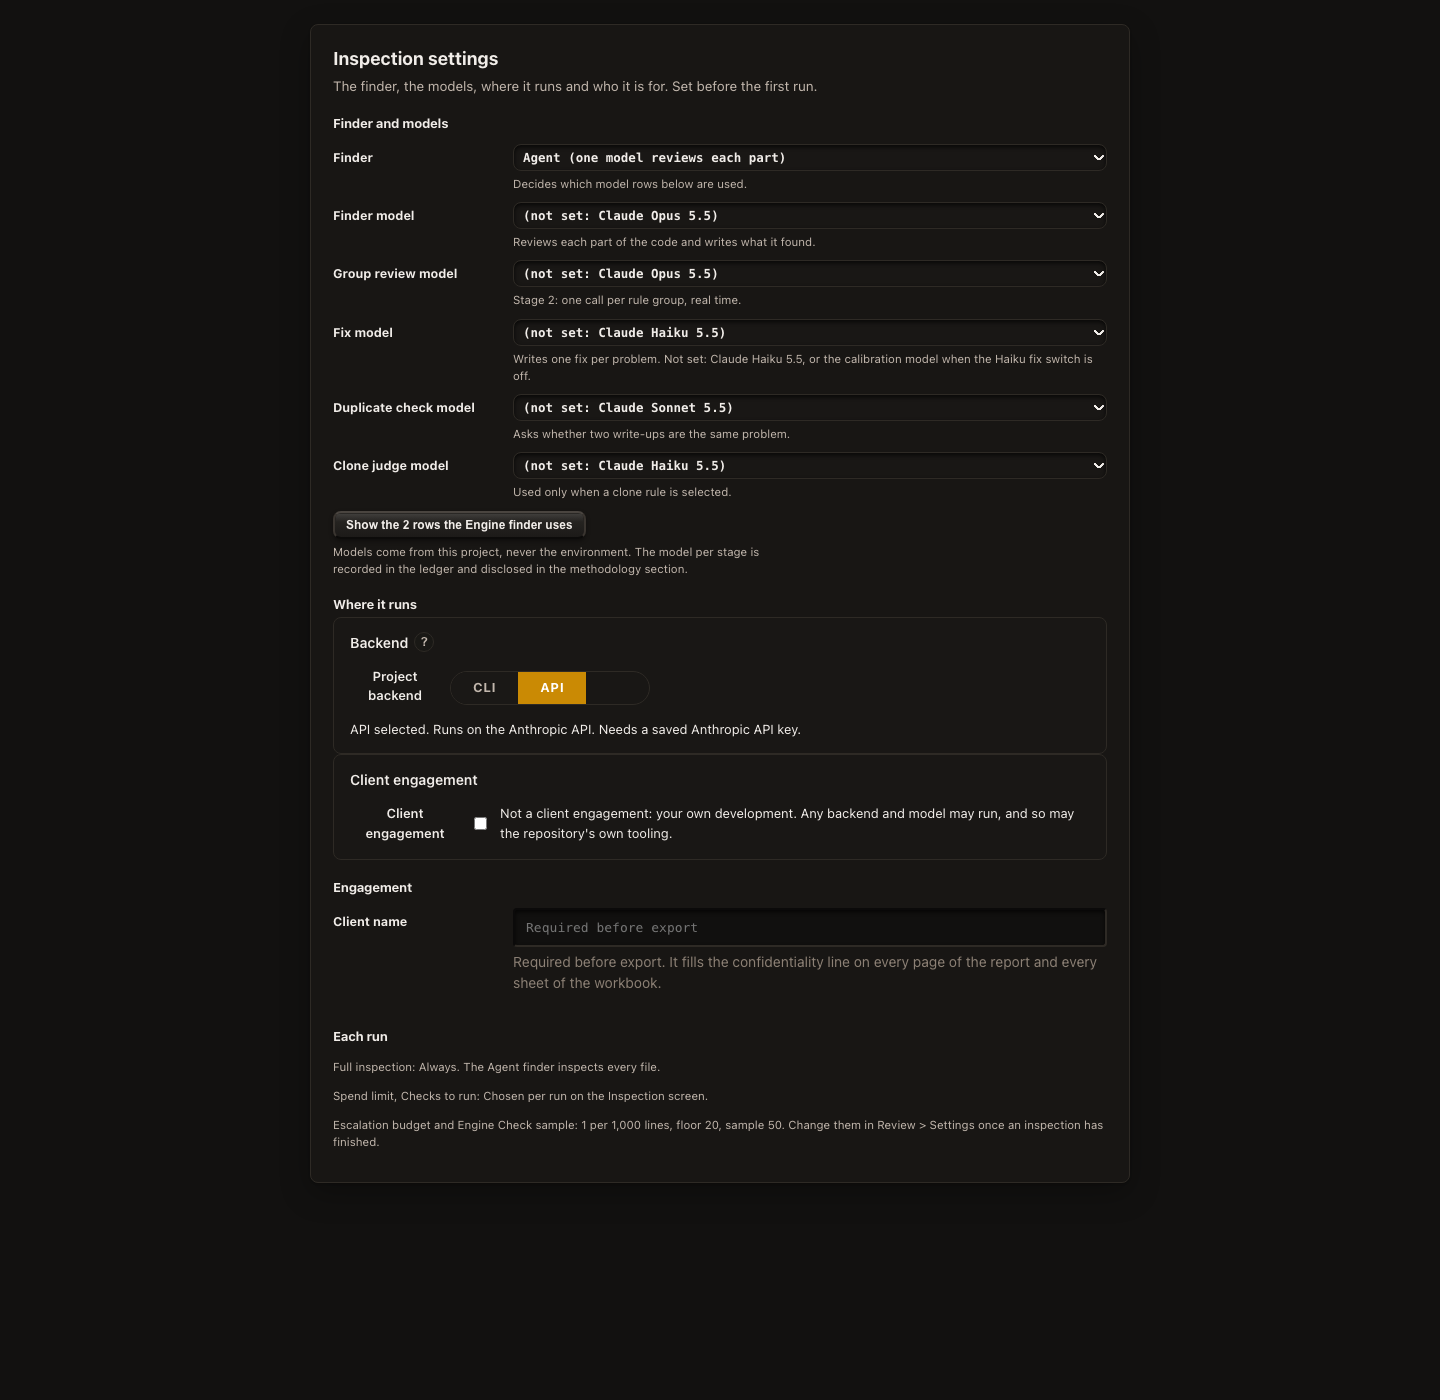 Inspection settings
The finder, the models, where it runs and who it is for. Set before the first run.
Finder and models
Finder
Agent (one model reviews each part)
Decides which model rows below are used.
Finder model
(not set: Claude Opus 5.5)
Reviews each part of the code and writes what it found.
Group review model
(not set: Claude Opus 5.5)
Stage 2: one call per rule group, real time.
Fix model
(not set: Claude Haiku 5.5)
Writes one fix per problem. Not set: Claude Haiku 5.5, or the calibration model when the Haiku fix switch is
off.
Duplicate check model
(not set: Claude Sonnet 5.5)
Asks whether two write-ups are the same problem.
Clone judge model
(not set: Claude Haiku 5.5)
Used only when a clone rule is selected.
Show the 2 rows the Engine finder uses
Models come from this project, never the environment. The model per stage is
recorded in the ledger and disclosed in the methodology section.
Where it runs
Backend ?
Project
backend
CLI API
API selected. Runs on the Anthropic API. Needs a saved Anthropic API key.
Client engagement
Client
engagement
Not a client engagement: your own development. Any backend and model may run, and so may
the repository's own tooling.
Engagement
Client name
Required before export
Required before export. It fills the confidentiality line on every page of the report and every
sheet of the workbook.
Each run
Full inspection: Always. The Agent finder inspects every file.
Spend limit, Checks to run: Chosen per run on the Inspection screen.
Escalation budget and Engine Check sample: 1 per 1,000 lines, floor 20, sample 50. Change them in Review > Settings once an inspection has
finished.